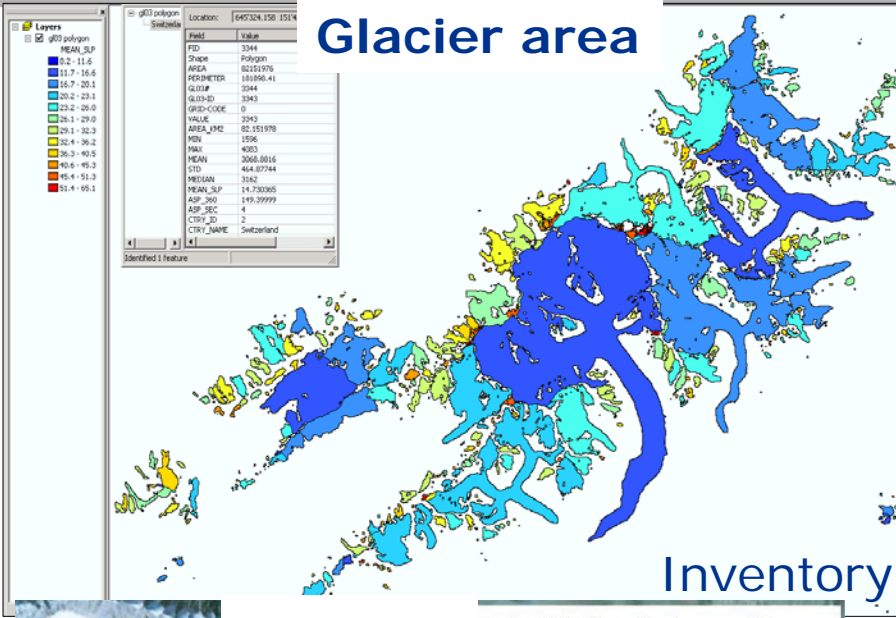 Glacier area
Layers
gl03 polygon
MEAN_SLP
0.2 - 11.6
11.7 - 16.6
16.7 - 20.1
20.2 - 23.1
23.2 - 26.0
26.1 - 29.0
29.1 - 32.3
32.4 - 36.2
36.3 - 40.5
40.6 - 45.3
45.4 - 51.3
51.4 - 65.1
gl03 polygon
Switzerla
Location: 645'324.158
Field Value
FID 3344
Shape Polygon
AREA 82151976
PERIMETER 181898.41
GL03# 3344
GL03-ID 3343
GRID-CODE 0
VALUE 3343
AREA_KM2 82.151978
MIN 1596
MAX 4083
MEAN 3068.8816
STD 464.87744
MEDIAN 3162
MEAN_SLP 14.730365
ASP_360 149.39999
ASP_SEC 4
CTRY_ID 2
CTRY_NAME Switzerland
Identified 1 feature
Inventory